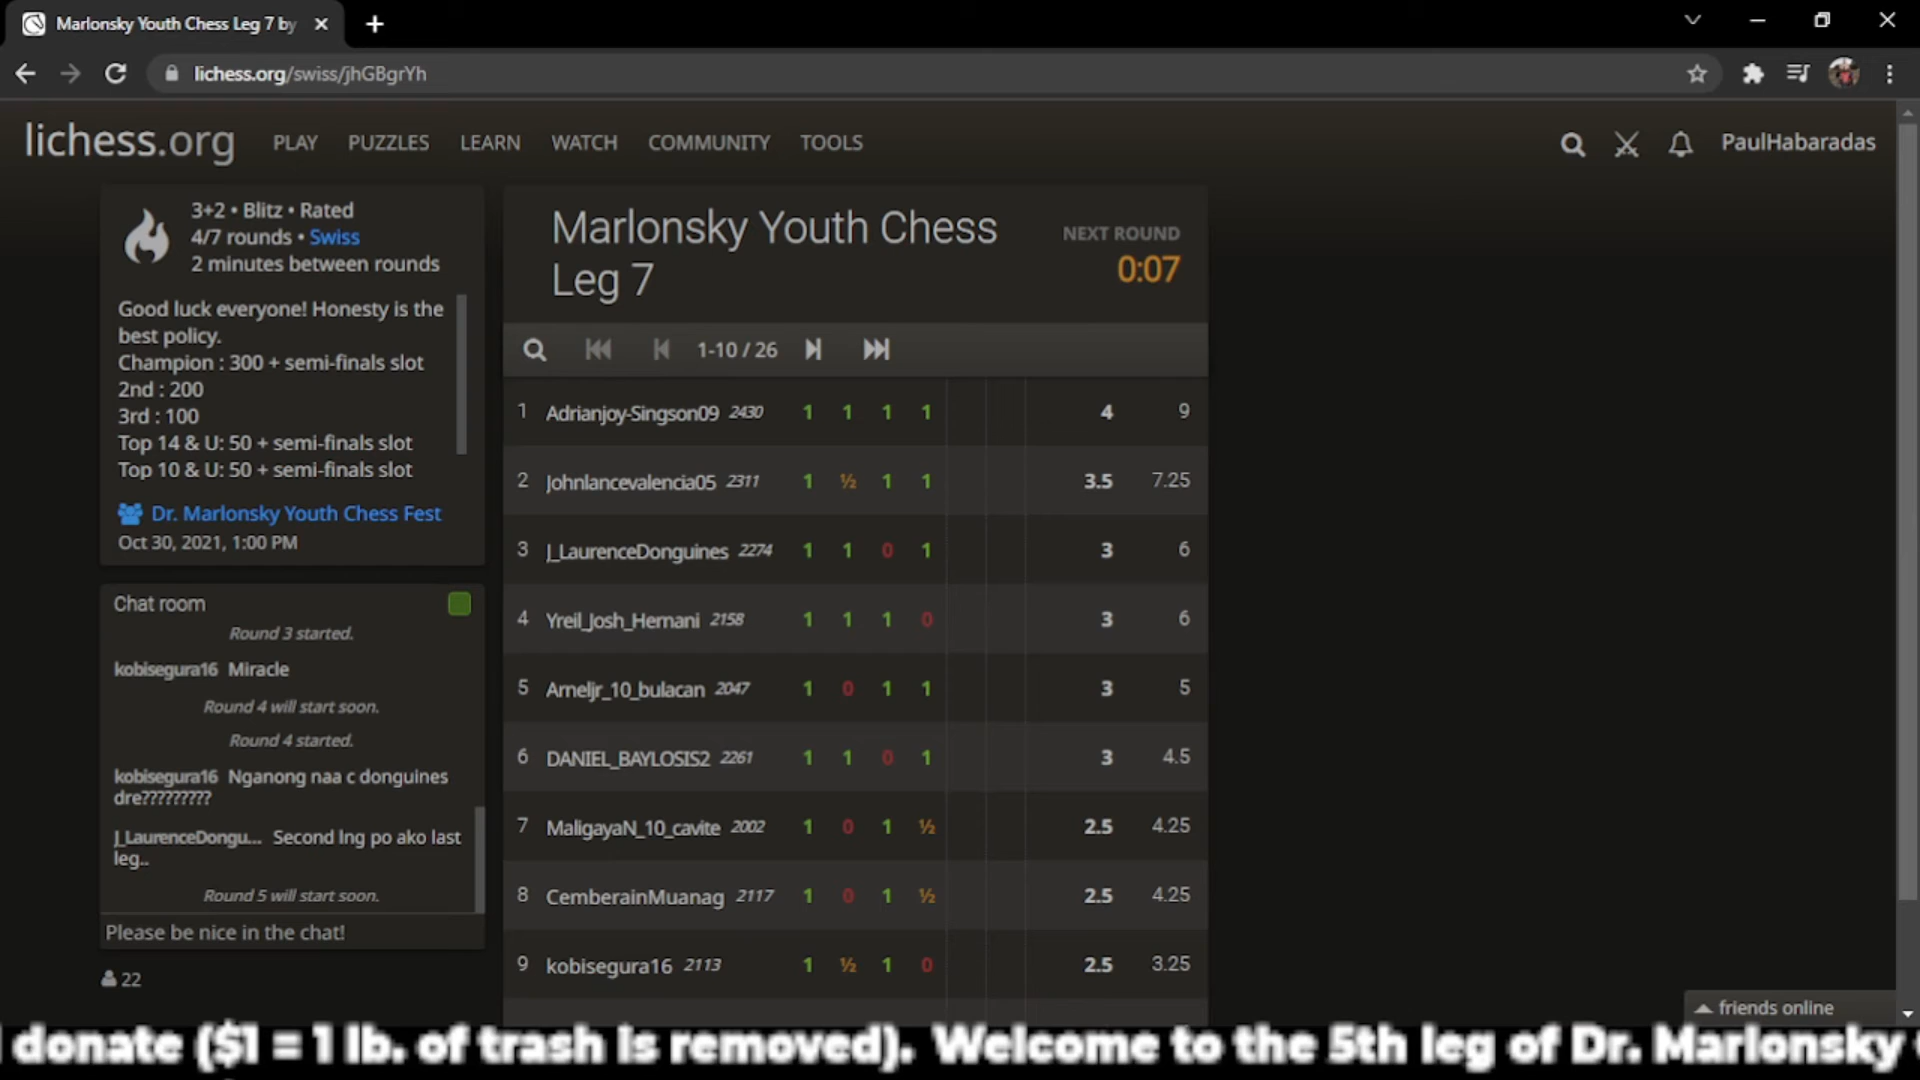 Marlonsky Youth Chess Leg 7 by
lichess.org/swiss/jhGBgrYh
lichess.org PLAY PUZZLES LEARN WATCH COMMUNITY TOOLS PaulHabaradas
3+2 • Blitz • Rated
4/7 rounds • Swiss
2 minutes between rounds
Good luck everyone! Honesty is the
best policy.
Champion : 300 + semi-finals slot
2nd : 200
3rd : 100
Top 14 & U: 50 + semi-finals slot
Top 10 & U: 50 + semi-finals slot
Dr. Marlonsky Youth Chess Fest
Oct 30, 2021, 1:00 PM
Chat room
Round 3 started.
kobisegura16 Miracle
Round 4 will start soon.
Round 4 started.
kobisegura16 Nganong naa c donguines
dre?????????
J_LaurenceDongu... Second lng po ako last
leg..
Round 5 will start soon.
Please be nice in the chat!
22
Marlonsky Youth Chess
Leg 7
NEXT ROUND
0:07
1-10 / 26
1 Adrianjoy-Singson09 2430 1 1 1 1 4 9
2 Johnlancevalencia05 2311 1 ½ 1 1 3.5 7.25
3 J_LaurenceDonguines 2274 1 1 0 1 3 6
4 Yreil_Josh_Hernani 2158 1 1 1 0 3 6
5 Arneljr_10_bulacan 2047 1 0 1 1 3 5
6 DANIEL_BAYLOSIS2 2261 1 1 0 1 3 4.5
7 MaligayaN_10_cavite 2002 1 0 1 ½ 2.5 4.25
8 CemberainMuanag 2117 1 0 1 ½ 2.5 4.25
9 kobisegura16 2113 1 ½ 1 0 2.5 3.25
friends online
donate ($1 = 1 lb. of trash is removed). Welcome to the 5th leg of Dr. Marlonsky